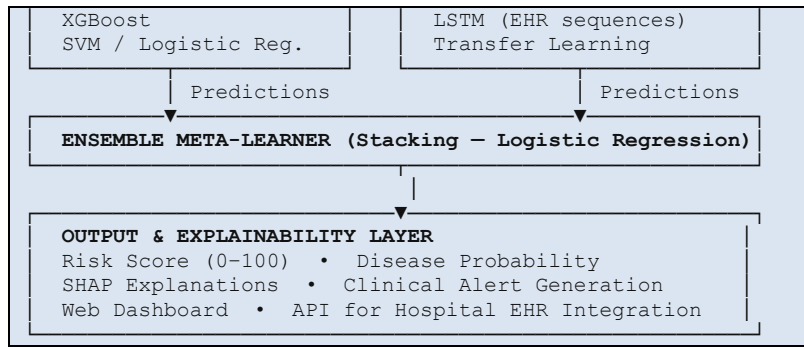 XGBoost LSTM (EHR sequences)
SVM / Logistic Reg. Transfer Learning
Predictions Predictions
ENSEMBLE META-LEARNER (Stacking — Logistic Regression)
OUTPUT & EXPLAINABILITY LAYER
Risk Score (0–100) • Disease Probability
SHAP Explanations • Clinical Alert Generation
Web Dashboard • API for Hospital EHR Integration